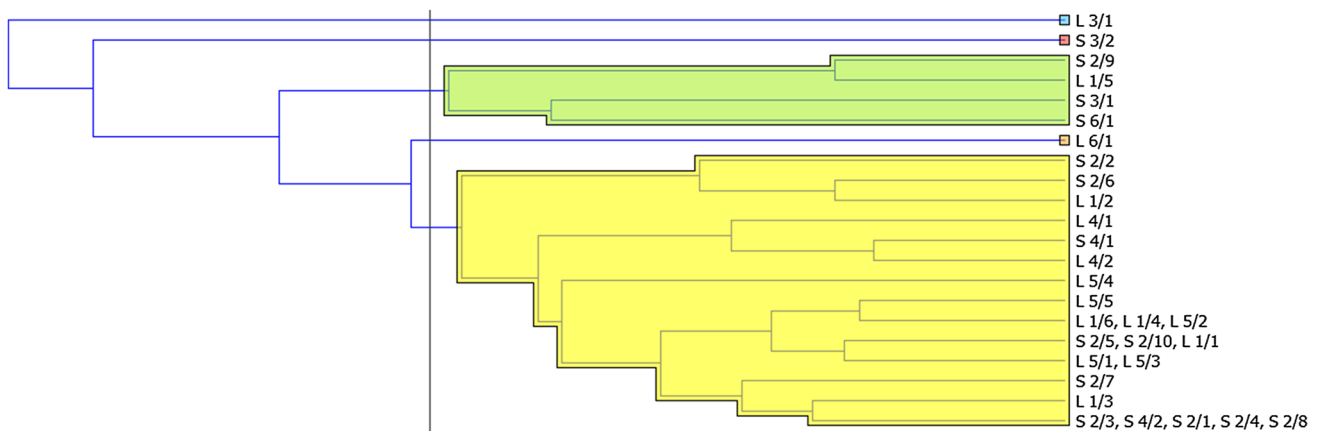 L 3/1
S 3/2
S 2/9
L 1/5
S 3/1
S 6/1
L 6/1
S 2/2
S 2/6
L 1/2
L 4/1
S 4/1
L 4/2
L 5/4
L 5/5
L 1/6, L 1/4, L 5/2
S 2/5, S 2/10, L 1/1
L 5/1, L 5/3
S 2/7
L 1/3
S 2/3, S 4/2, S 2/1, S 2/4, S 2/8